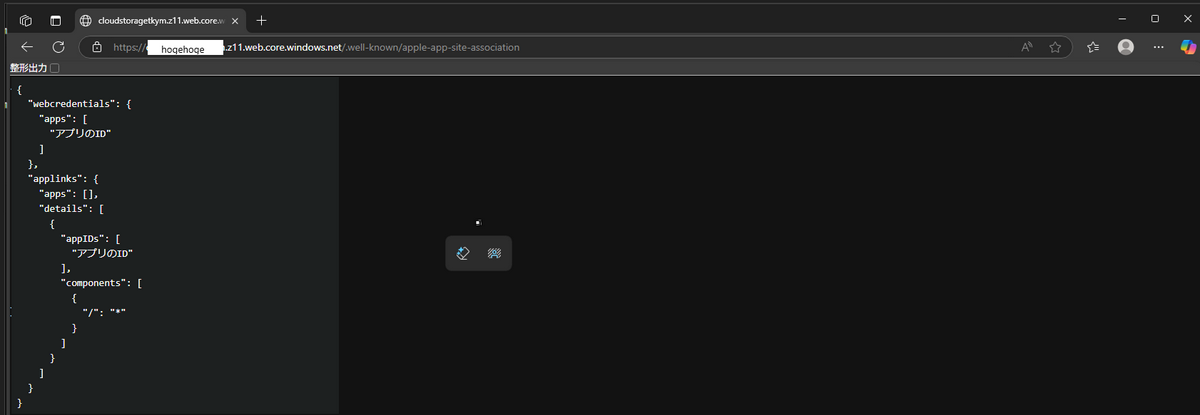 cloudstoragetkym.z11.web.core.w
https://
hogehoge
.z11.web.core.windows.net/.well-known/apple-app-site-association
整形出力
{
"webcredentials": {
"apps": [
"アプリのID"
]
},
"applinks": {
"apps": [],
"details": [
{
"appIDs": [
"アプリのID"
],
"components": [
{
"/": "*"
}
]
}
]
}
}